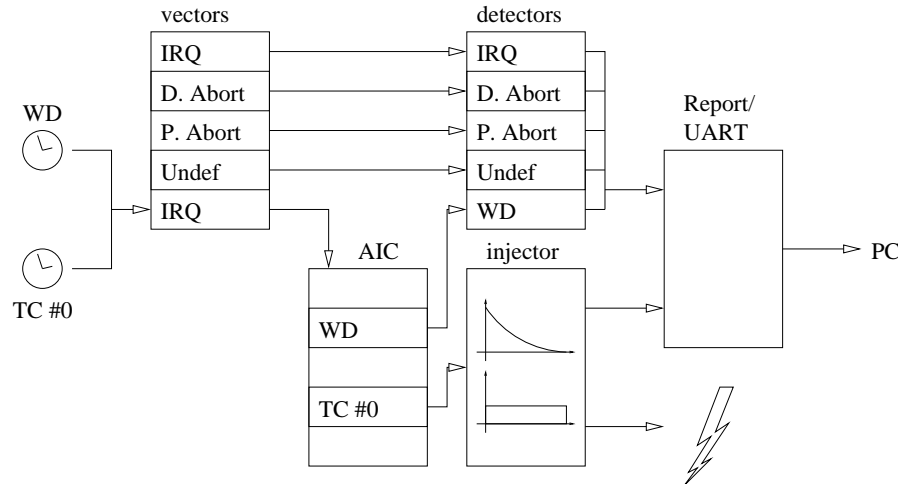 vectors
detectors
IRQ
D. Abort
P. Abort
Undef
IRQ
IRQ
D. Abort
P. Abort
Undef
WD
WD
TC #0
AIC
WD
TC #0
injector
Report/
UART
PC